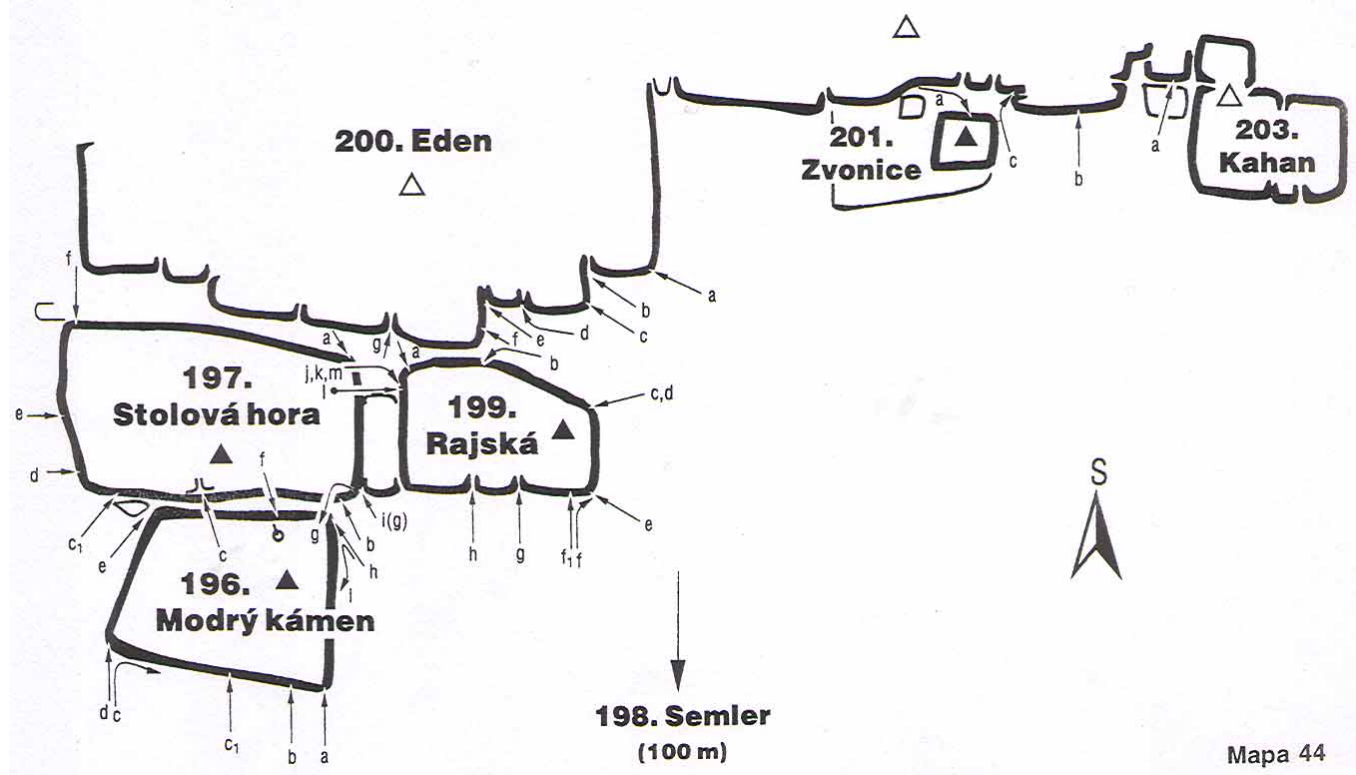 a
201.
Zvonice
c
b
a
203.
Kahan
200. Eden
f
a
b
c
d
e
f
b
a
g
a
j,k,m
l
c,d
197.
Stolová hora
e
d
f
199.
Rajská
c₁
e
c
g
b
h
i
i(g)
h
g
f₁
f
e
S
196.
Modrý kámen
d
c
c₁
b
a
198. Semler
(100 m)
Mapa 44